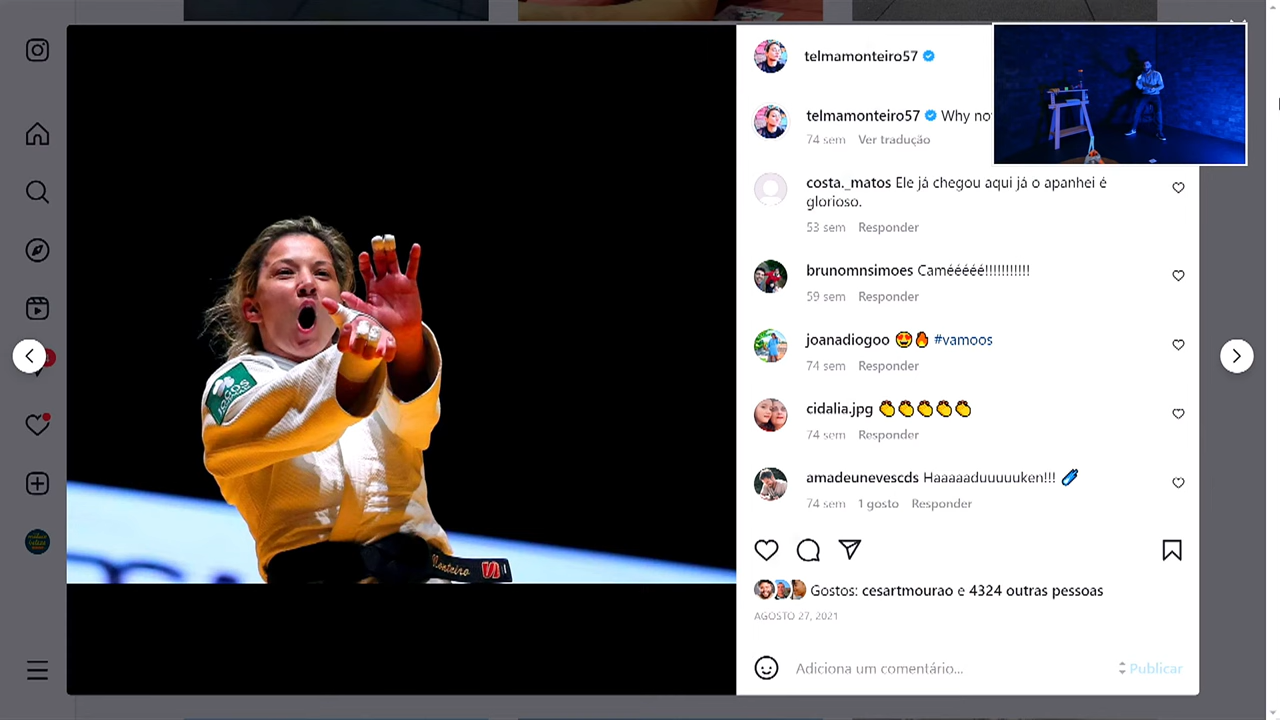 telmamonteiro57
telmamonteiro57 Why no
74 sem Ver tradução
costa._matos Ele já chegou aqui já o apanhei é
glorioso.
53 sem Responder
brunomnsimoes Caméééééé!!!!!!!!!!!
59 sem Responder
joanadiogoo #vamoos
74 sem Responder
cidalia.jpg
74 sem Responder
amadeunevescds Haaaaaduuuuuken!!!
74 sem 1 gosto Responder
Gostos: cesartmourao e 4324 outras pessoas
AGOSTO 27, 2021
Adiciona um comentário...
Publicar
Monteiro